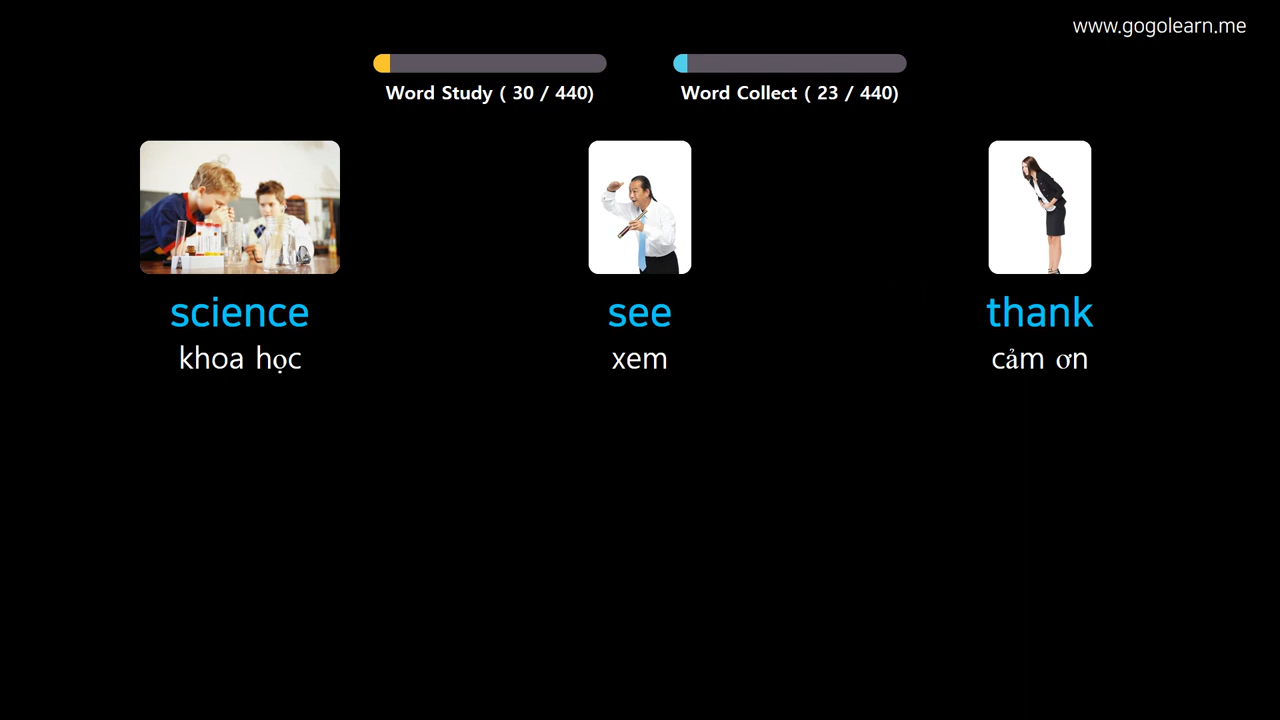 www.gogolearn.me
Word Study ( 30 / 440)
Word Collect ( 23 / 440)
science
see
thank
khoa học
xem
cảm ơn